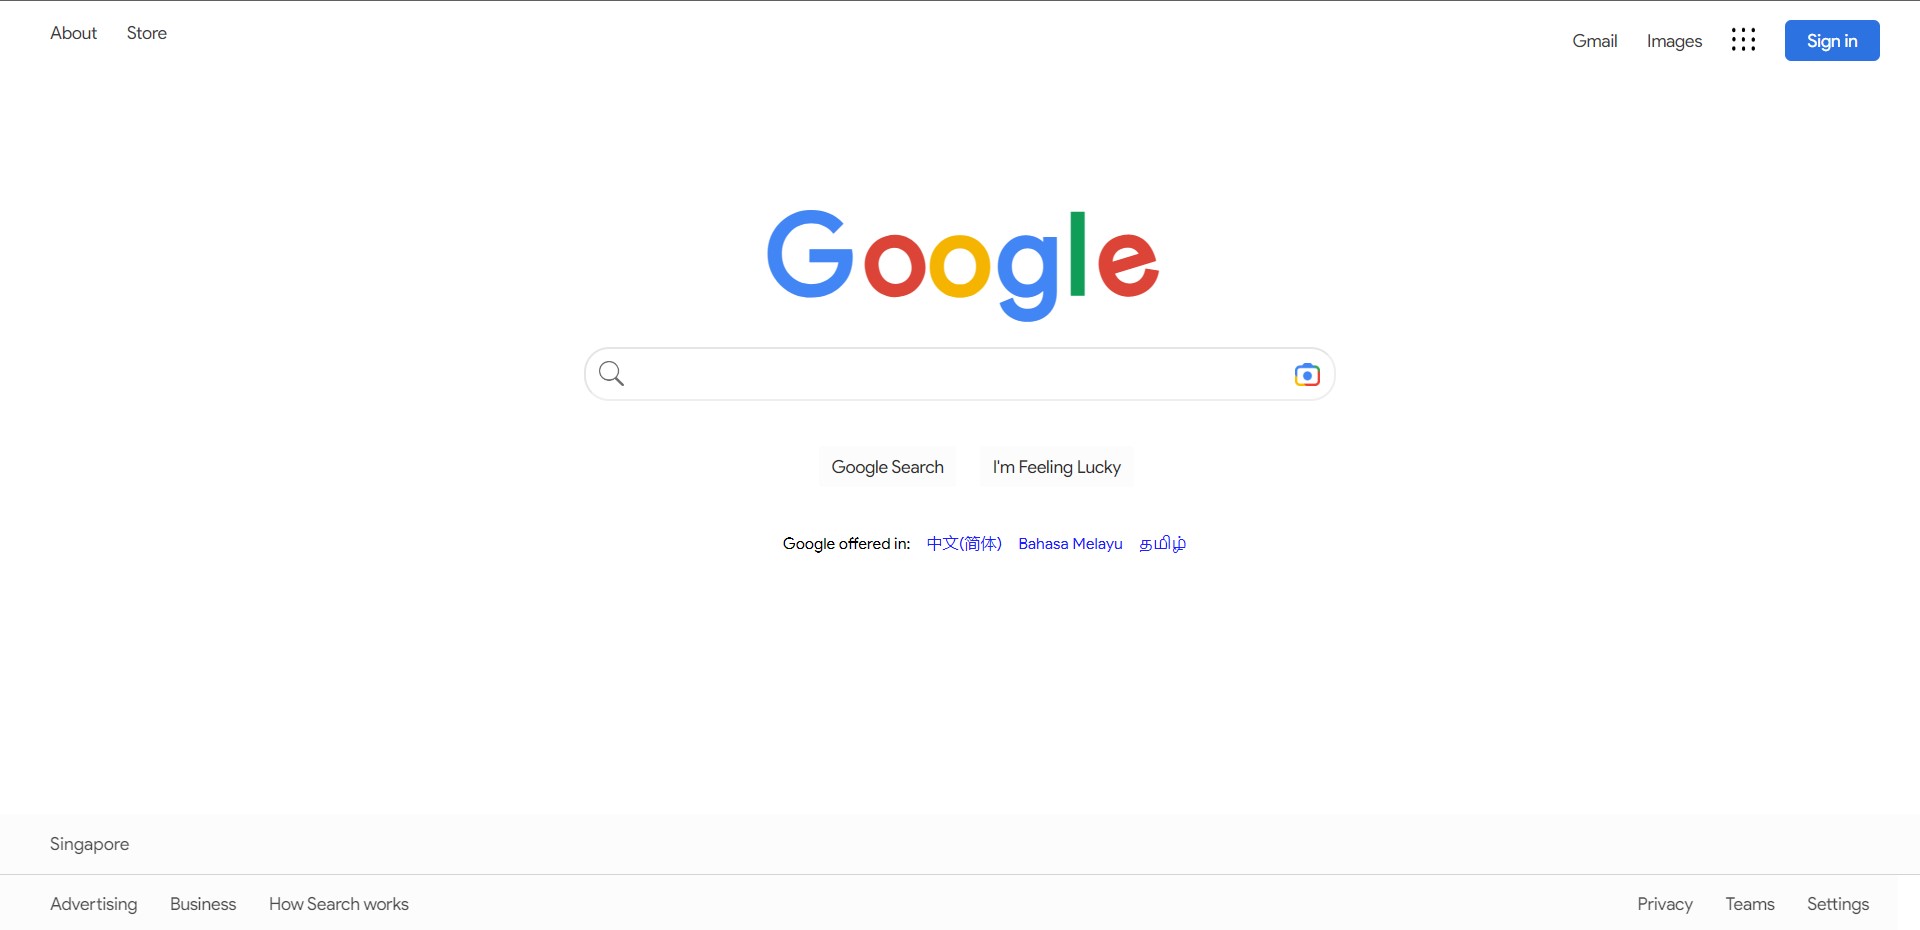 About Store
Gmail Images Sign in
Google
Google Search I'm Feeling Lucky
Google offered in: 中文(简体) Bahasa Melayu தமிழ்
Singapore
Advertising Business How Search works
Privacy Teams Settings